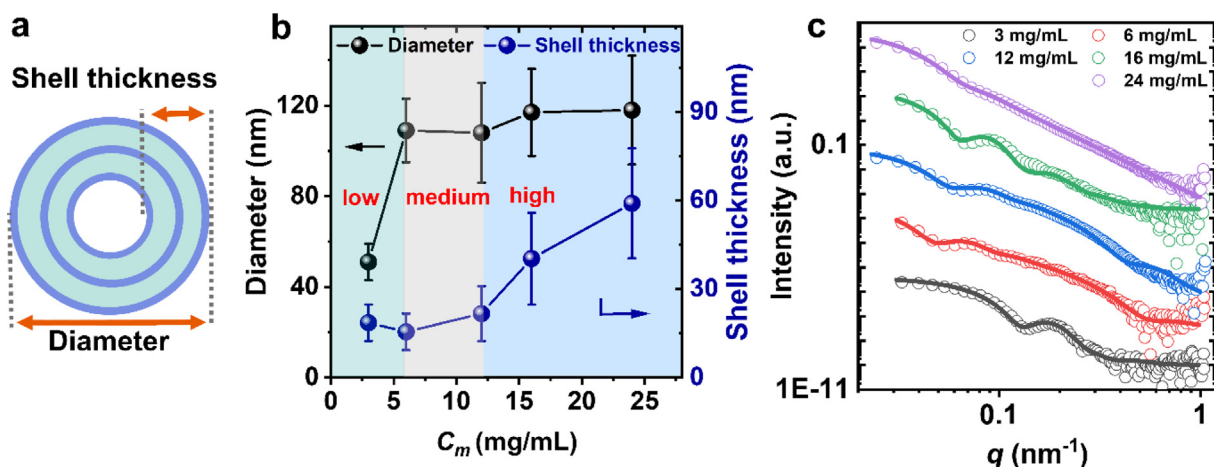 a
Shell thickness
Diameter
b
Diameter
Shell thickness
120
80
40
0
Diameter (nm)
low
medium
high
90
60
30
0
Shell thickness (nm)
0
5
10
15
20
25
C_m (mg/mL)
c
3 mg/mL
6 mg/mL
12 mg/mL
16 mg/mL
24 mg/mL
0.1
1E-11
Intensity (a.u.)
0.1
1
q (nm⁻¹)